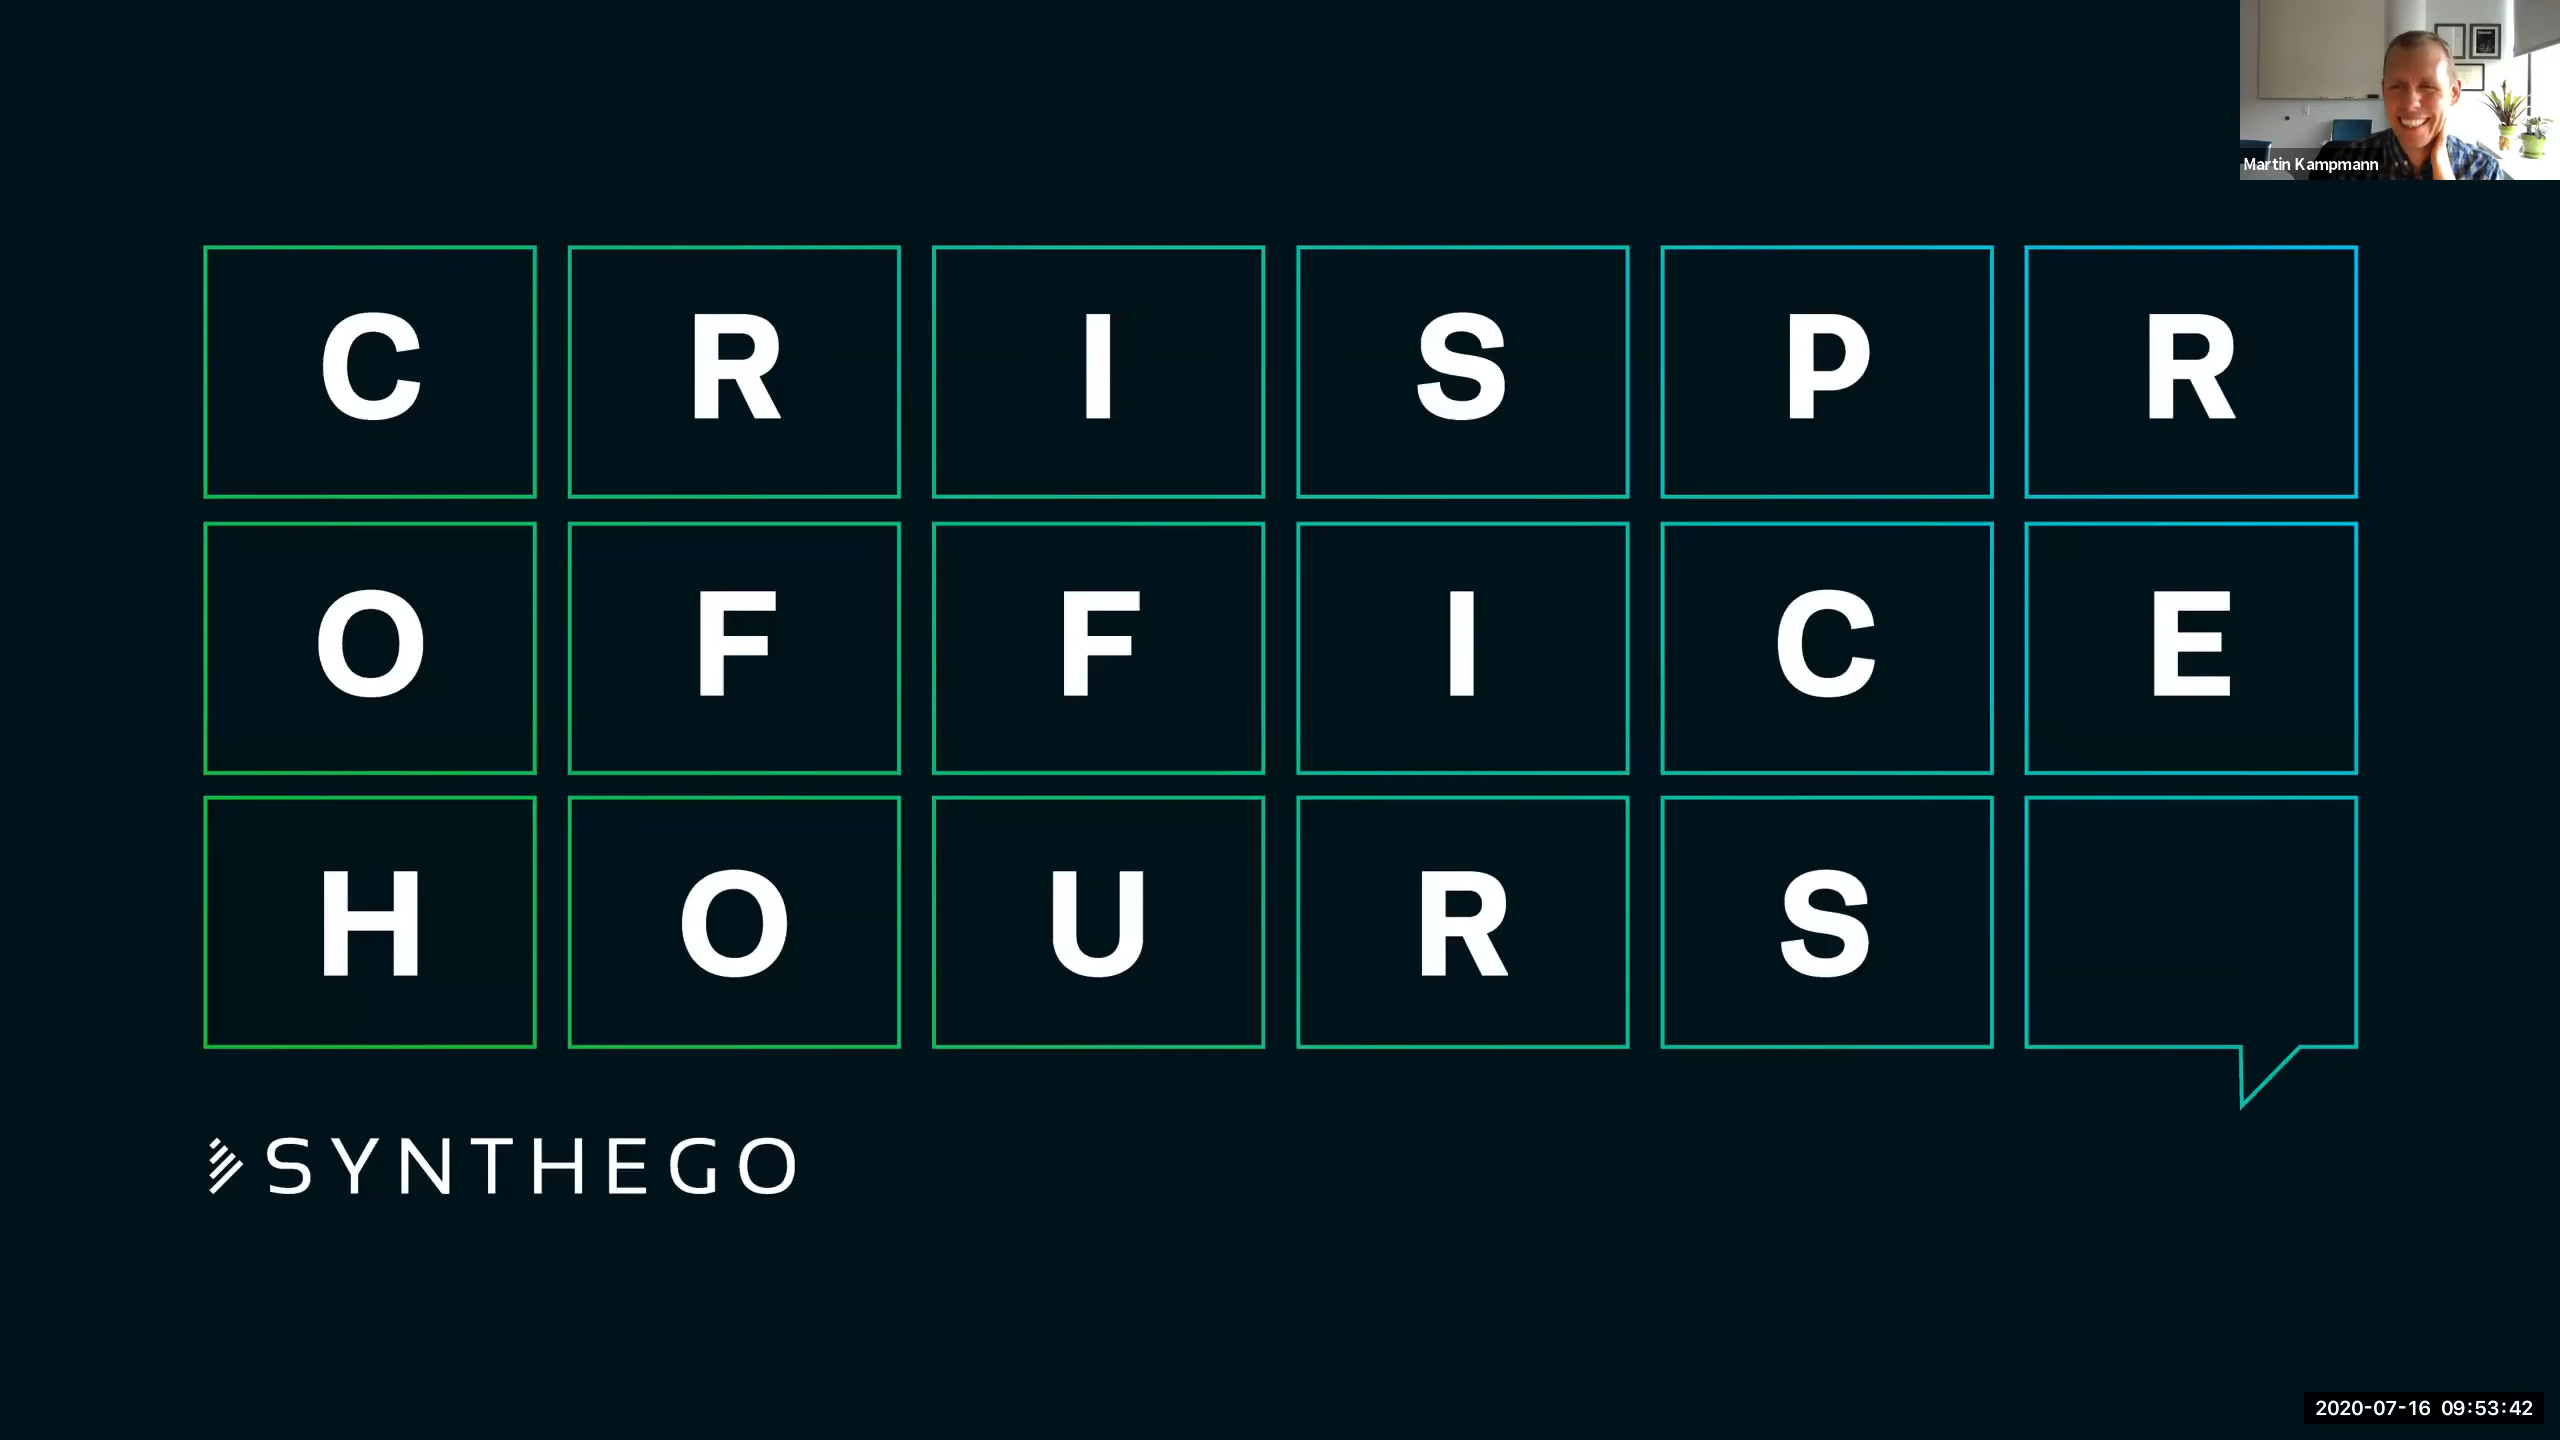 Martin Kampmann
CRISPR
OFFICE
HOURS
SYNTHEGO
2020-07-16 09:53:42